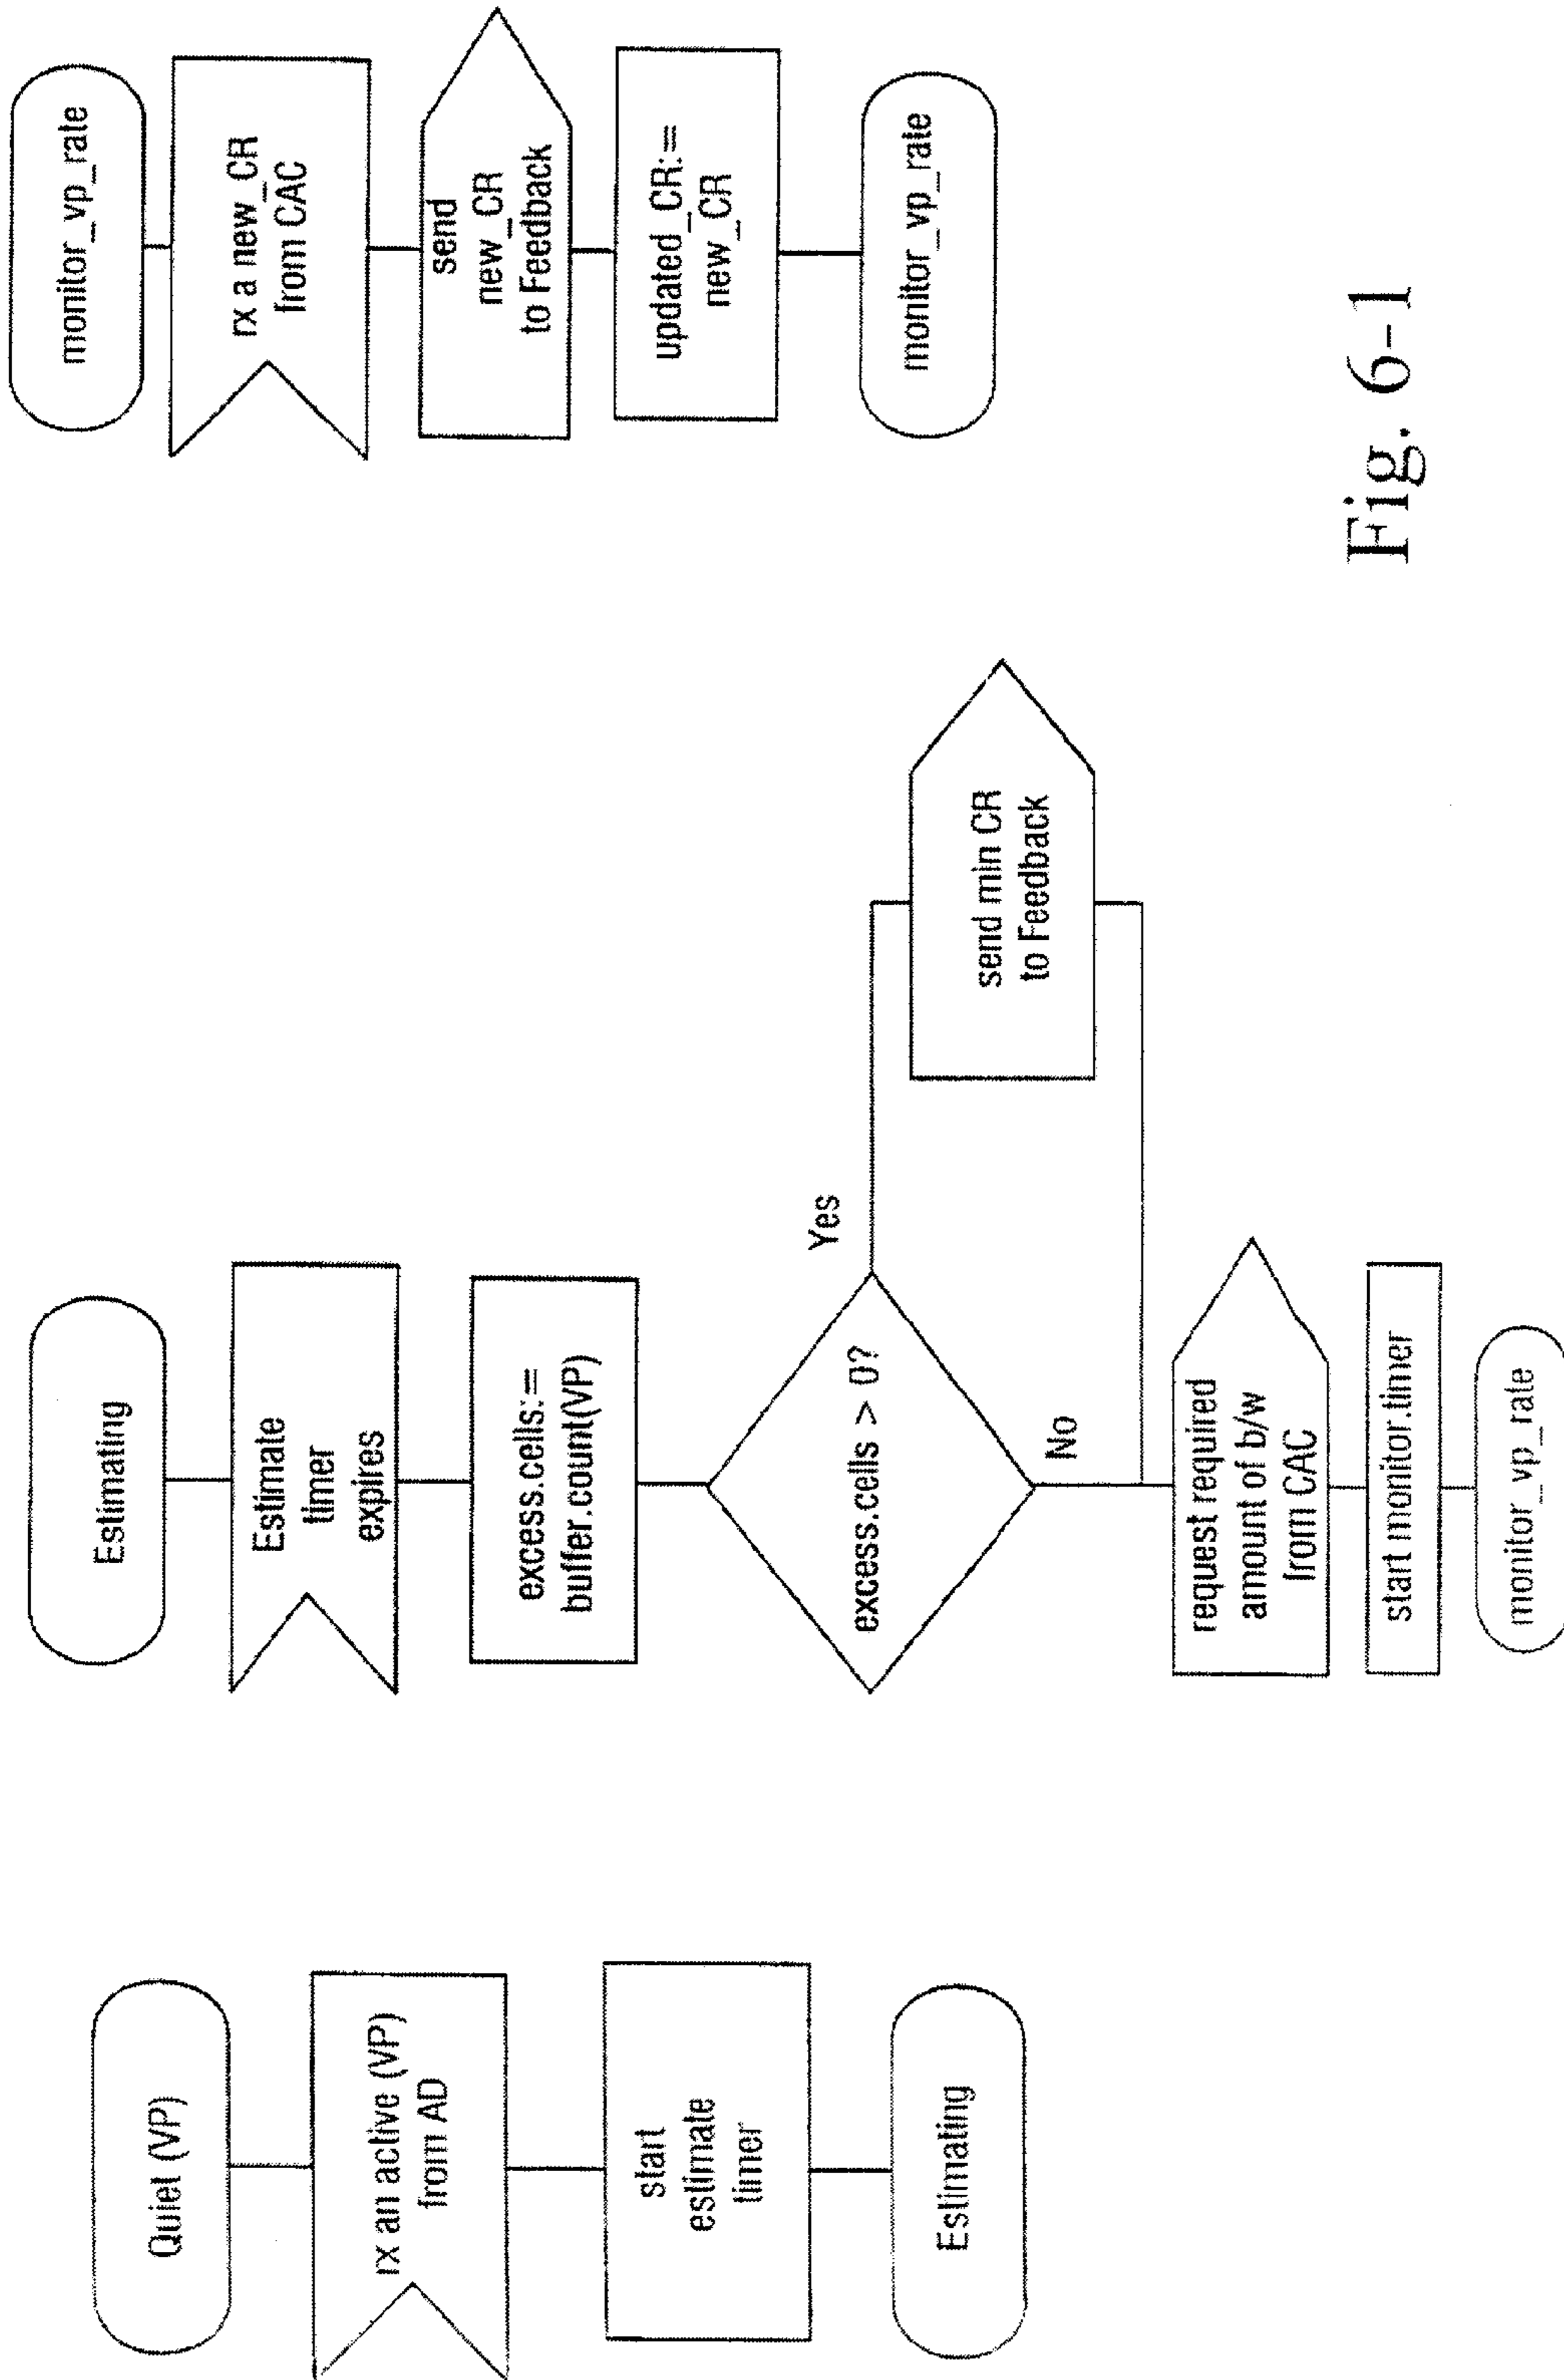 Quiet (VP)
rx an active (VP)
from AD
start
estimate
timer
Estimating
Estimating
Estimate
timer
expires
excess.cells:=
buffer.count(VP)
excess.cells > 0?
Yes
No
send min CR
to Feedback
request required
amount of b/w
from CAC
start monitor.timer
monitor_vp_rate
monitor_vp_rate
rx a new_CR
from CAC
send
new_CR
to Feedback
updated_CR:=
new_CR
monitor_vp_rate
Fig. 6-1